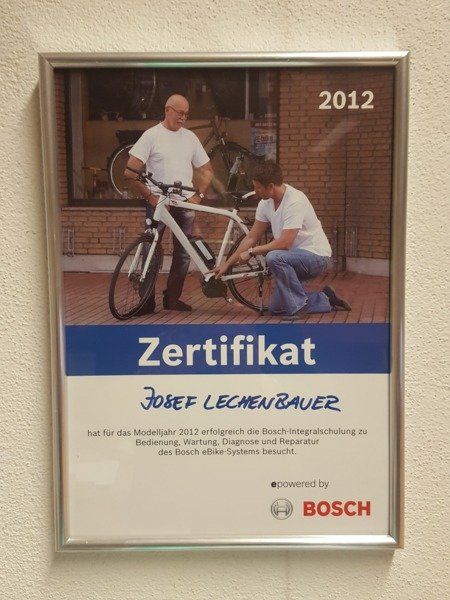 2012
Zertifikat
JOSEF LECHENBAUER
hat für das Modelljahr 2012 erfolgreich die Bosch-Integralschulung zu
Bedienung, Wartung, Diagnose und Reparatur
des Bosch eBike-Systems besucht.
epowered by
BOSCH